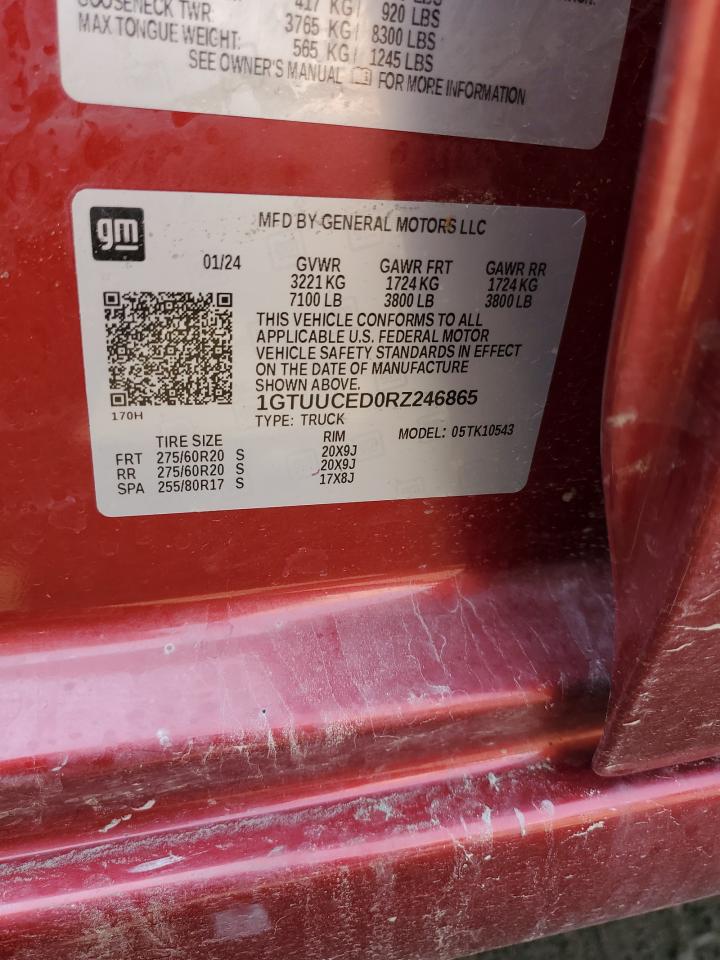 417 KG/ 920 LBS
GOOSENECK TWR: 3765 KG/ 8300 LBS
MAX TONGUE WEIGHT: 565 KG/ 1245 LBS
SEE OWNER'S MANUAL FOR MORE INFORMATION
gm
MFD BY GENERAL MOTORS LLC
01/24 GVWR GAWR FRT GAWR RR
3221 KG 1724 KG 1724 KG
7100 LB 3800 LB 3800 LB
THIS VEHICLE CONFORMS TO ALL
APPLICABLE U.S. FEDERAL MOTOR
VEHICLE SAFETY STANDARDS IN EFFECT
ON THE DATE OF MANUFACTURE
SHOWN ABOVE.
1GTUUCED0RZ246865
170H
TYPE: TRUCK
TIRE SIZE RIM MODEL: 05TK10543
FRT 275/60R20 S 20X9J
RR 275/60R20 S 20X9J
SPA 255/80R17 S 17X8J